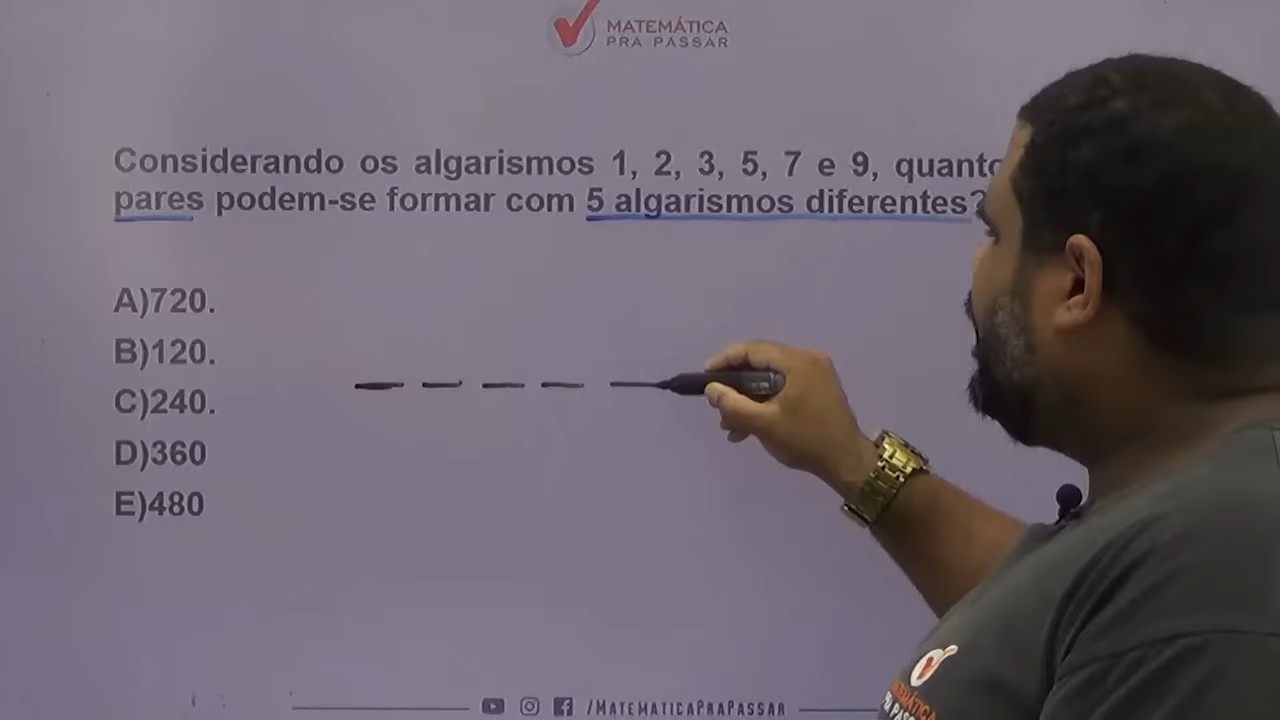 MATEMÁTICA
PRA PASSAR
Considerando os algarismos 1, 2, 3, 5, 7 e 9,
pares podem-se formar com 5 algarismos diferentes?
A)720.
B)120.
C)240.
D)360
E)480
/MATEMATICAPRAPASSAR